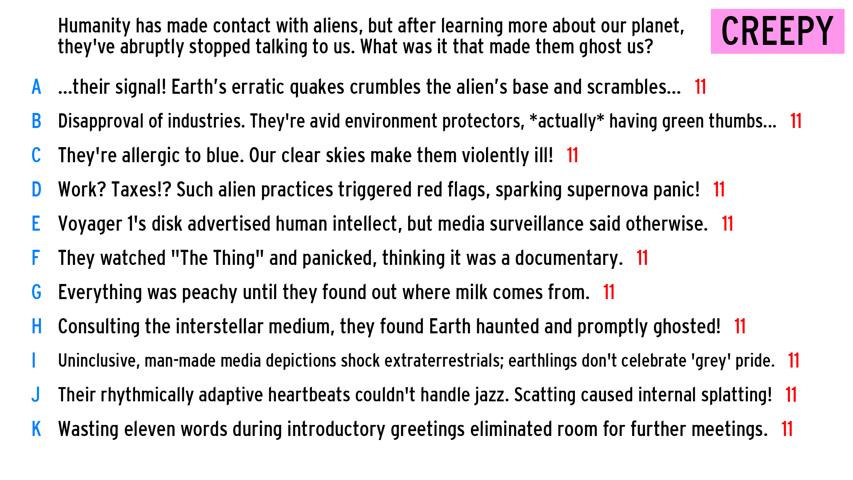 Humanity has made contact with aliens, but after learning more about our planet,
they've abruptly stopped talking to us. What was it that made them ghost us?
CREEPY
A ...their signal! Earth’s erratic quakes crumbles the alien’s base and scrambles... 11
B Disapproval of industries. They're avid environment protectors, *actually* having green thumbs... 11
C They're allergic to blue. Our clear skies make them violently ill! 11
D Work? Taxes!? Such alien practices triggered red flags, sparking supernova panic! 11
E Voyager 1's disk advertised human intellect, but media surveillance said otherwise. 11
F They watched "The Thing" and panicked, thinking it was a documentary. 11
G Everything was peachy until they found out where milk comes from. 11
H Consulting the interstellar medium, they found Earth haunted and promptly ghosted! 11
I Uninclusive, man-made media depictions shock extraterrestrials; earthlings don't celebrate 'grey' pride. 11
J Their rhythmically adaptive heartbeats couldn't handle jazz. Scatting caused internal splatting! 11
K Wasting eleven words during introductory greetings eliminated room for further meetings. 11